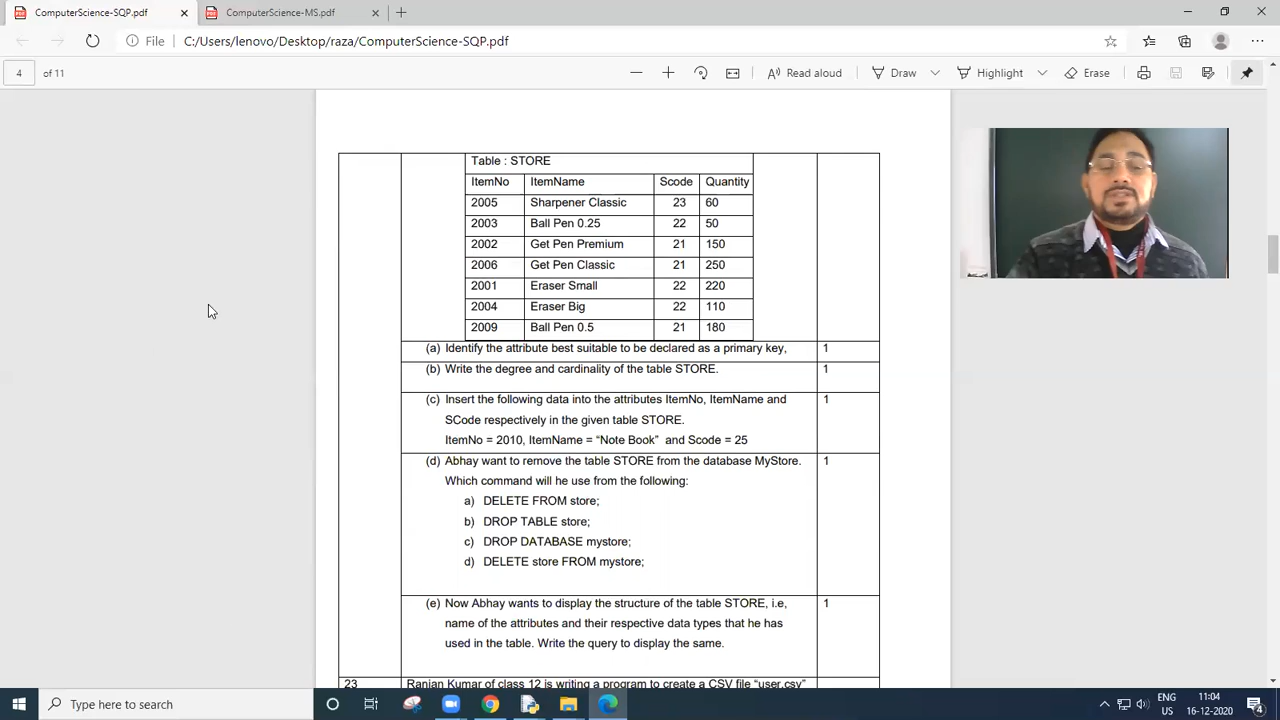 ComputerScience-SQP.pdf
ComputerScience-MS.pdf
File C:/Users/lenovo/Desktop/raza/ComputerScience-SQP.pdf
4 of 11 Read aloud Draw Highlight Erase
Table : STORE
ItemNo ItemName Scode Quantity
2005 Sharpener Classic 23 60
2003 Ball Pen 0.25 22 50
2002 Get Pen Premium 21 150
2006 Get Pen Classic 21 250
2001 Eraser Small 22 220
2004 Eraser Big 22 110
2009 Ball Pen 0.5 21 180
(a) Identify the attribute best suitable to be declared as a primary key, 1
(b) Write the degree and cardinality of the table STORE. 1
(c) Insert the following data into the attributes ItemNo, ItemName and 1
SCode respectively in the given table STORE.
ItemNo = 2010, ItemName = “Note Book” and Scode = 25
(d) Abhay want to remove the table STORE from the database MyStore. 1
Which command will he use from the following:
a) DELETE FROM store;
b) DROP TABLE store;
c) DROP DATABASE mystore;
d) DELETE store FROM mystore;
(e) Now Abhay wants to display the structure of the table STORE, i.e, 1
name of the attributes and their respective data types that he has
used in the table. Write the query to display the same.
23 Ranjan Kumar of class 12 is writing a program to create a CSV file “user.csv”
Type here to search
ENG
US
11:04
16-12-2020
4